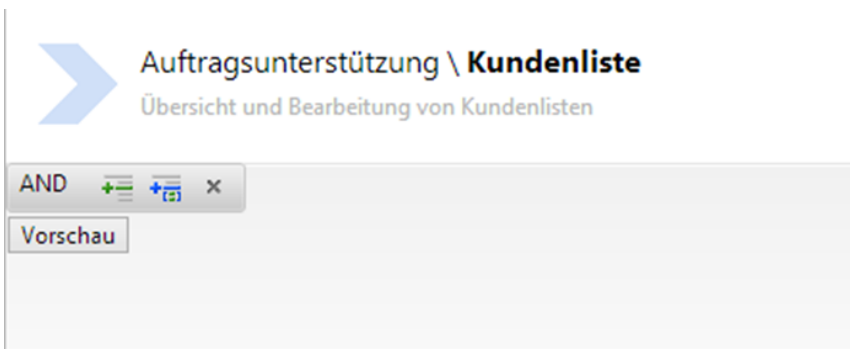 Auftragsunterstützung \ Kundenliste
Übersicht und Bearbeitung von Kundenlisten
AND
Vorschau